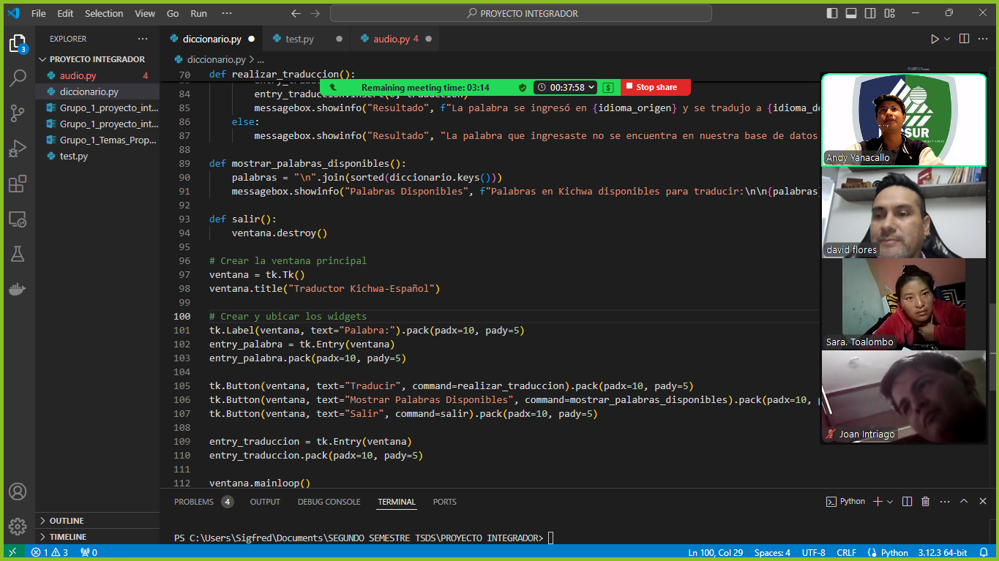 File Edit Selection View Go Run ···
PROYECTO INTEGRADOR
EXPLORER ···
PROYECTO INTEGRADOR
audio.py 4
diccionario.py
Grupo_1_proyecto_int...
Grupo_1_Temas_Prop...
test.py
OUTLINE
TIMELINE
3
diccionario.py
test.py
audio.py 4
diccionario.py > ...
Remaining meeting time: 03:14
00:37:58
$
Stop share
70 def realizar_traduccion():
84
85 messagebox.showinfo("Resultado", f"La palabra se ingresó en {idioma_origen} y se tradujo a {idioma_de
86 else:
87 messagebox.showinfo("Resultado", "La palabra que ingresaste no se encuentra en nuestra base de datos
88
89 def mostrar_palabras_disponibles():
90 palabras = "\n".join(sorted(diccionario.keys()))
91 messagebox.showinfo("Palabras Disponibles", f"Palabras en Kichwa disponibles para traducir:\n\n{palabras}
92
93 def salir():
94 ventana.destroy()
95
96 # Crear la ventana principal
97 ventana = tk.Tk()
98 ventana.title("Traductor Kichwa-Español")
99
100 # Crear y ubicar los widgets
101 tk.Label(ventana, text="Palabra:").pack(padx=10, pady=5)
102 entry_palabra = tk.Entry(ventana)
103 entry_palabra.pack(padx=10, pady=5)
104
105 tk.Button(ventana, text="Traducir", command=realizar_traduccion).pack(padx=10, pady=5)
106 tk.Button(ventana, text="Mostrar Palabras Disponibles", command=mostrar_palabras_disponibles).pack(padx=10, p
107 tk.Button(ventana, text="Salir", command=salir).pack(padx=10, pady=5)
108
109 entry_traduccion = tk.Entry(ventana)
110 entry_traduccion.pack(padx=10, pady=5)
111
112 ventana.mainloop()
Andy Yanacallo
david flores
Sara. Toalombo
Joan Intriago
PROBLEMS 4 OUTPUT DEBUG CONSOLE TERMINAL PORTS
Python
PS C:\Users\Sigfred\Documents\SEGUNDO SEMESTRE TSDS\PROYECTO INTEGRADOR>
1 3 0
Ln 100, Col 29 Spaces: 4 UTF-8 CRLF Python 3.12.3 64-bit